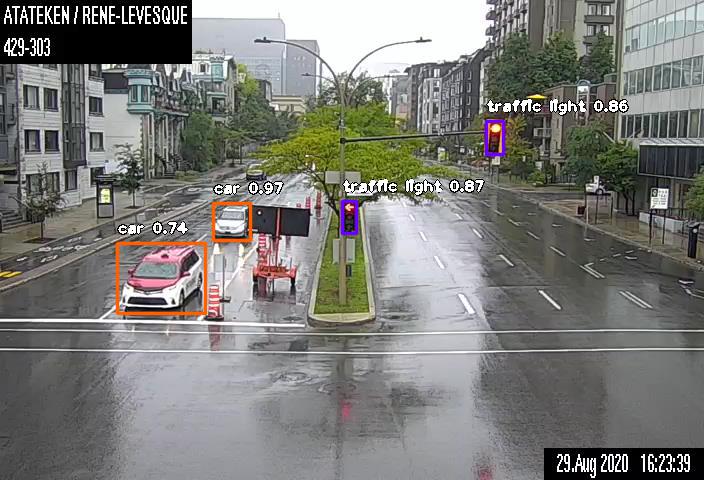 ATATEKEN / RENE-LEVESQUE
429-303
traffic light 0.86
car 0.97
traffic light 0.87
car 0.74
29.Aug 2020 16:23:39